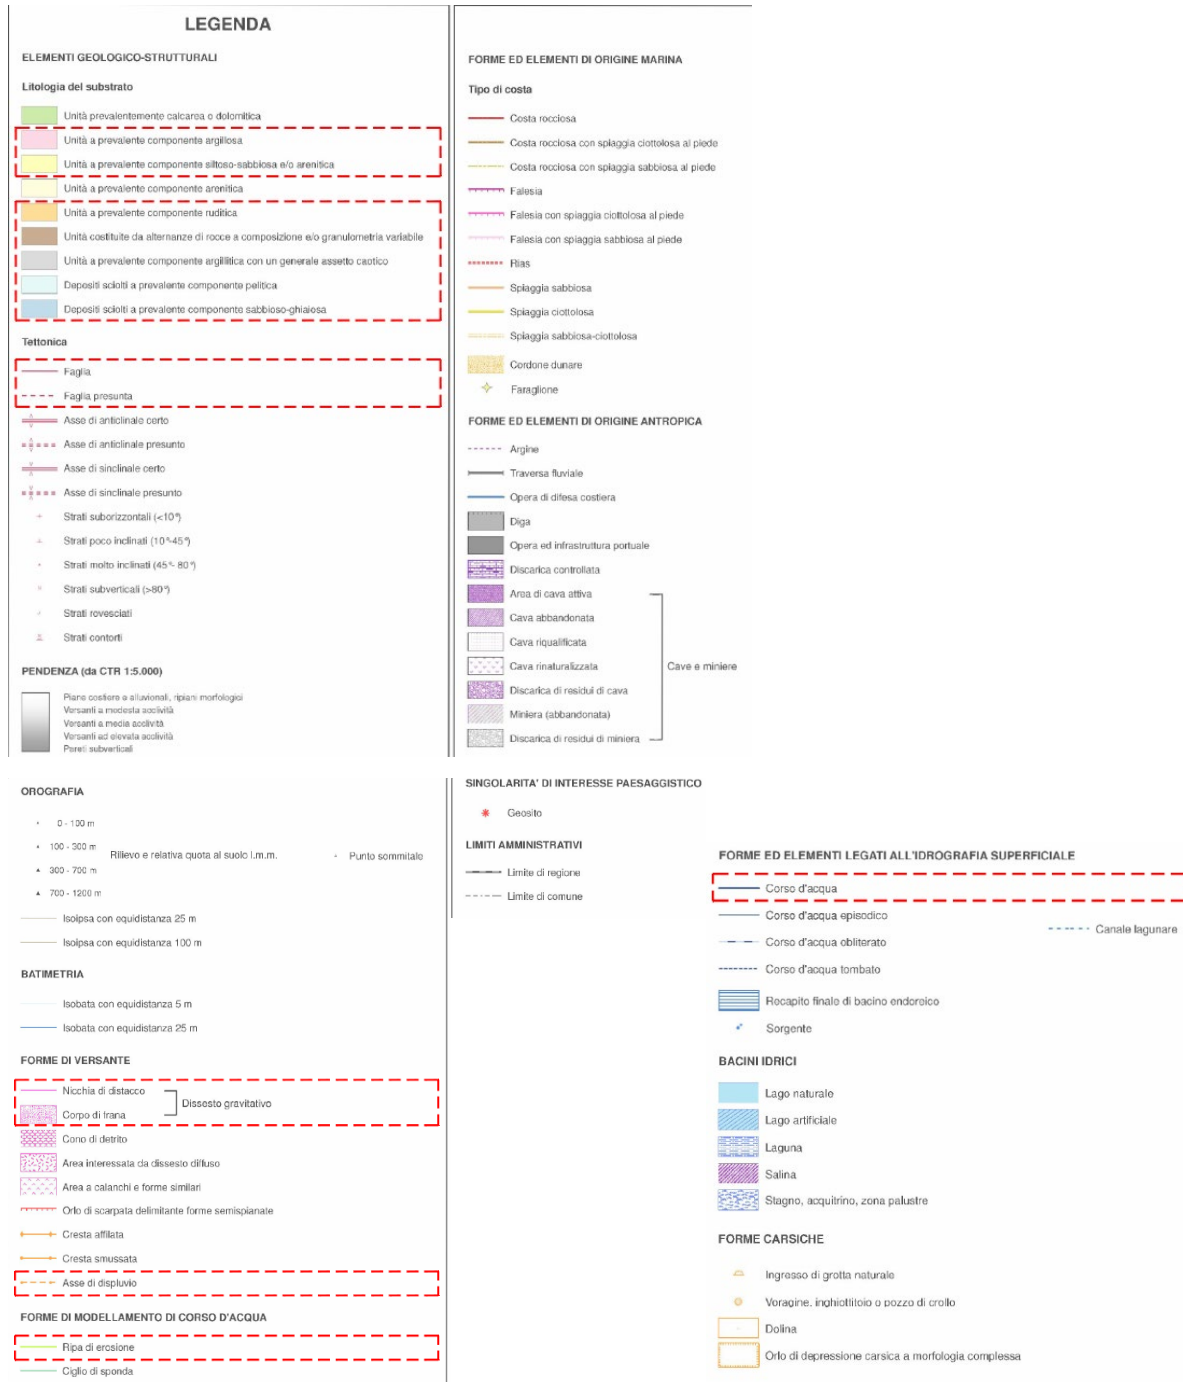 LEGENDA
ELEMENTI GEOLOGICO-STRUTTURALI
Litologia del substrato
Unità prevalentemente calcarea o dolomitica
Unità a prevalente componente argillosa
Unità a prevalente componente siltoso-sabbiosa e/o arenitica
Unità a prevalente componente arenitica
Unità a prevalente componente ruditica
Unità costituite da alternanze di rocce a composizione e/o granulometria variabile
Unità a prevalente componente argillitica con un generale assetto caotico
Depositi sciolti a prevalente componente pelitica
Depositi sciolti a prevalente componente sabbioso-ghiaiosa
Tettonica
Faglia
Faglia presunta
Asse di anticlinale certo
Asse di anticlinale presunto
Asse di sinclinale certo
Asse di sinclinale presunto
Strati suborizzontali (<10°)
Strati poco inclinati (10°-45°)
Strati molto inclinati (45°- 80°)
Strati subverticali (>80°)
Strati rovesciati
Strati contorti
PENDENZA (da CTR 1:5.000)
Piane costiere e alluvionali, ripiani morfologici
Versanti a modesta acclività
Versanti a media acclività
Versanti ad elevata acclività
Pareti subverticali
FORME ED ELEMENTI DI ORIGINE MARINA
Tipo di costa
Costa rocciosa
Costa rocciosa con spiaggia ciottolosa al piede
Costa rocciosa con spiaggia sabbiosa al piede
Falesia
Falesia con spiaggia ciottolosa al piede
Falesia con spiaggia sabbiosa al piede
Rias
Spiaggia sabbiosa
Spiaggia ciottolosa
Spiaggia sabbiosa-ciottolosa
Cordone dunare
Faraglione
FORME ED ELEMENTI DI ORIGINE ANTROPICA
Argine
Traversa fluviale
Opera di difesa costiera
Diga
Opera ed infrastruttura portuale
Discarica controllata
Area di cava attiva
Cava abbandonata
Cava riqualificata
Cava rinaturalizzata
Discarica di residui di cava
Miniera (abbandonata)
Discarica di residui di miniera
Cave e miniere
OROGRAFIA
0 - 100 m
100 - 300 m
300 - 700 m
700 - 1200 m
Rilievo e relativa quota al suolo l.m.m.
Punto sommitale
Isoipsa con equidistanza 25 m
Isoipsa con equidistanza 100 m
BATIMETRIA
Isobata con equidistanza 5 m
Isobata con equidistanza 25 m
FORME DI VERSANTE
Nicchia di distacco
Corpo di frana
Dissesto gravitativo
Cono di detrito
Area interessata da dissesto diffuso
Area a calanchi e forme similari
Orlo di scarpata delimitante forme semispianate
Cresta affilata
Cresta smussata
Asse di displuvio
FORME DI MODELLAMENTO DI CORSO D'ACQUA
Ripa di erosione
Ciglio di sponda
SINGOLARITA' DI INTERESSE PAESAGGISTICO
Geosito
LIMITI AMMINISTRATIVI
Limite di regione
Limite di comune
FORME ED ELEMENTI LEGATI ALL'IDROGRAFIA SUPERFICIALE
Corso d'acqua
Corso d'acqua episodico
Corso d'acqua obliterato
Corso d'acqua tombato
Canale lagunare
Recapito finale di bacino endoreico
Sorgente
BACINI IDRICI
Lago naturale
Lago artificiale
Laguna
Salina
Stagno, acquitrino, zona palustre
FORME CARSICHE
Ingresso di grotta naturale
Voragine, inghiottitoio o pozzo di crollo
Dolina
Orlo di depressione carsica a morfologia complessa